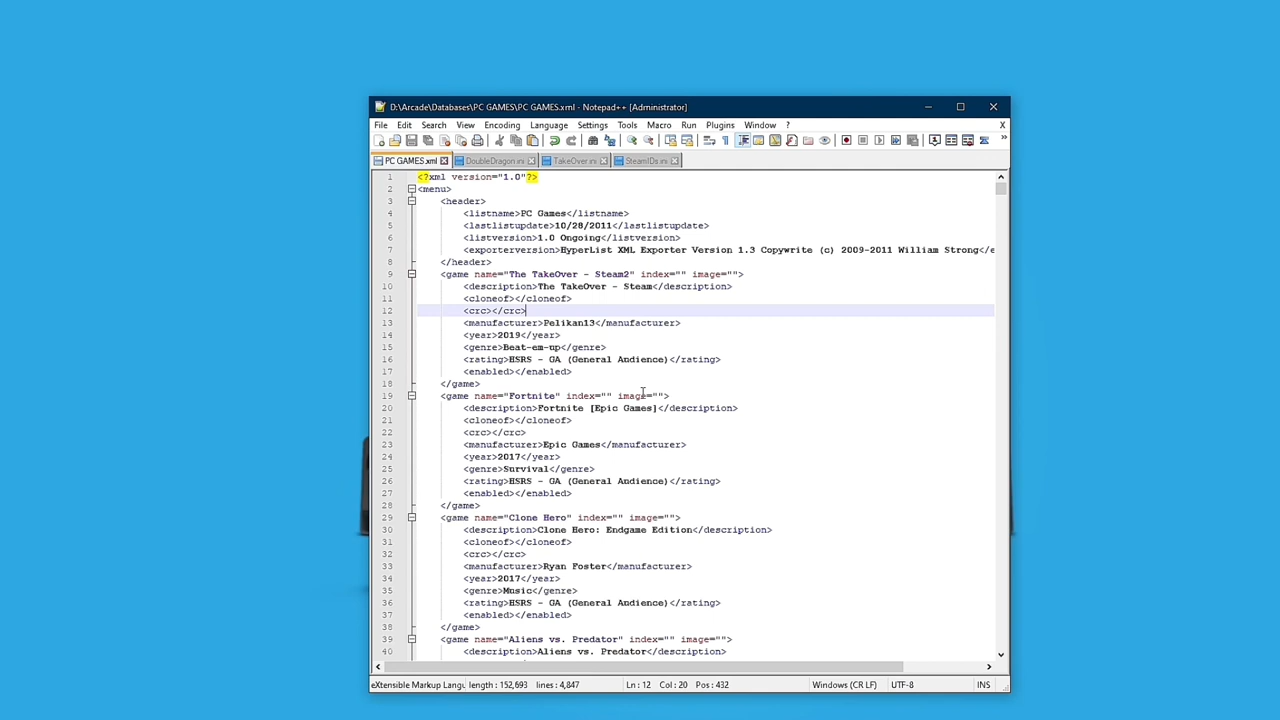 D:\Arcade\Databases\PC GAMES\PC GAMES.xml - Notepad++ [Administrator]
File Edit Search View Encoding Language Settings Tools Macro Run Plugins Window ? X
PC GAMES.xml DoubleDragon.ini TakeOver.ini SteamIDs.ini
1 <?xml version="1.0"?>
2 <menu>
3 <header>
4 <listname>PC Games</listname>
5 <lastlistupdate>10/28/2011</lastlistupdate>
6 <listversion>1.0 Ongoing</listversion>
7 <exporterversion>HyperList XML Exporter Version 1.3 Copywrite (c) 2009-2011 William Strong</e
8 </header>
9 <game name="The TakeOver - Steam2" index="" image="">
10 <description>The TakeOver - Steam</description>
11 <cloneof></cloneof>
12 <crc></crc>
13 <manufacturer>Pelikan13</manufacturer>
14 <year>2019</year>
15 <genre>Beat-em-up</genre>
16 <rating>HSRS - GA (General Audience)</rating>
17 <enabled></enabled>
18 </game>
19 <game name="Fortnite" index="" image="">
20 <description>Fortnite [Epic Games]</description>
21 <cloneof></cloneof>
22 <crc></crc>
23 <manufacturer>Epic Games</manufacturer>
24 <year>2017</year>
25 <genre>Survival</genre>
26 <rating>HSRS - GA (General Audience)</rating>
27 <enabled></enabled>
28 </game>
29 <game name="Clone Hero" index="" image="">
30 <description>Clone Hero: Endgame Edition</description>
31 <cloneof></cloneof>
32 <crc></crc>
33 <manufacturer>Ryan Foster</manufacturer>
34 <year>2017</year>
35 <genre>Music</genre>
36 <rating>HSRS - GA (General Audience)</rating>
37 <enabled></enabled>
38 </game>
39 <game name="Aliens vs. Predator" index="" image="">
40 <description>Aliens vs. Predator</description>
eXtensible Markup Langu length : 152,693 lines : 4,847 Ln : 12 Col : 20 Pos : 432 Windows (CR LF) UTF-8 INS